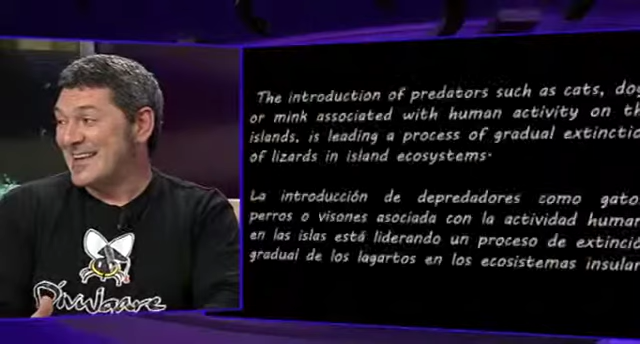 The introduction of predators such as cats, dog
or mink associated with human activity on th
islands, is leading a process of gradual extinctio
of lizards in island ecosystems.
La introducción de depredadores como gato
perros o visones asociada con la actividad human
en las islas está liderando un proceso de extinció
gradual de los lagartos en los ecosistemas insular
Divulgare